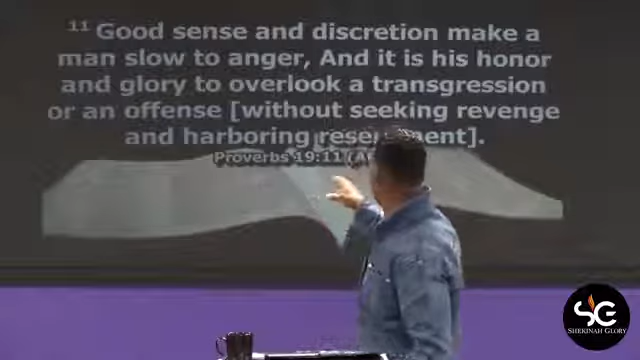 11 Good sense and discretion make a
man slow to anger, And it is his honor
and glory to overlook a transgression
or an offense [without seeking revenge
and harboring
Proverbs 19:11
SG
SHEKINAH GLORY